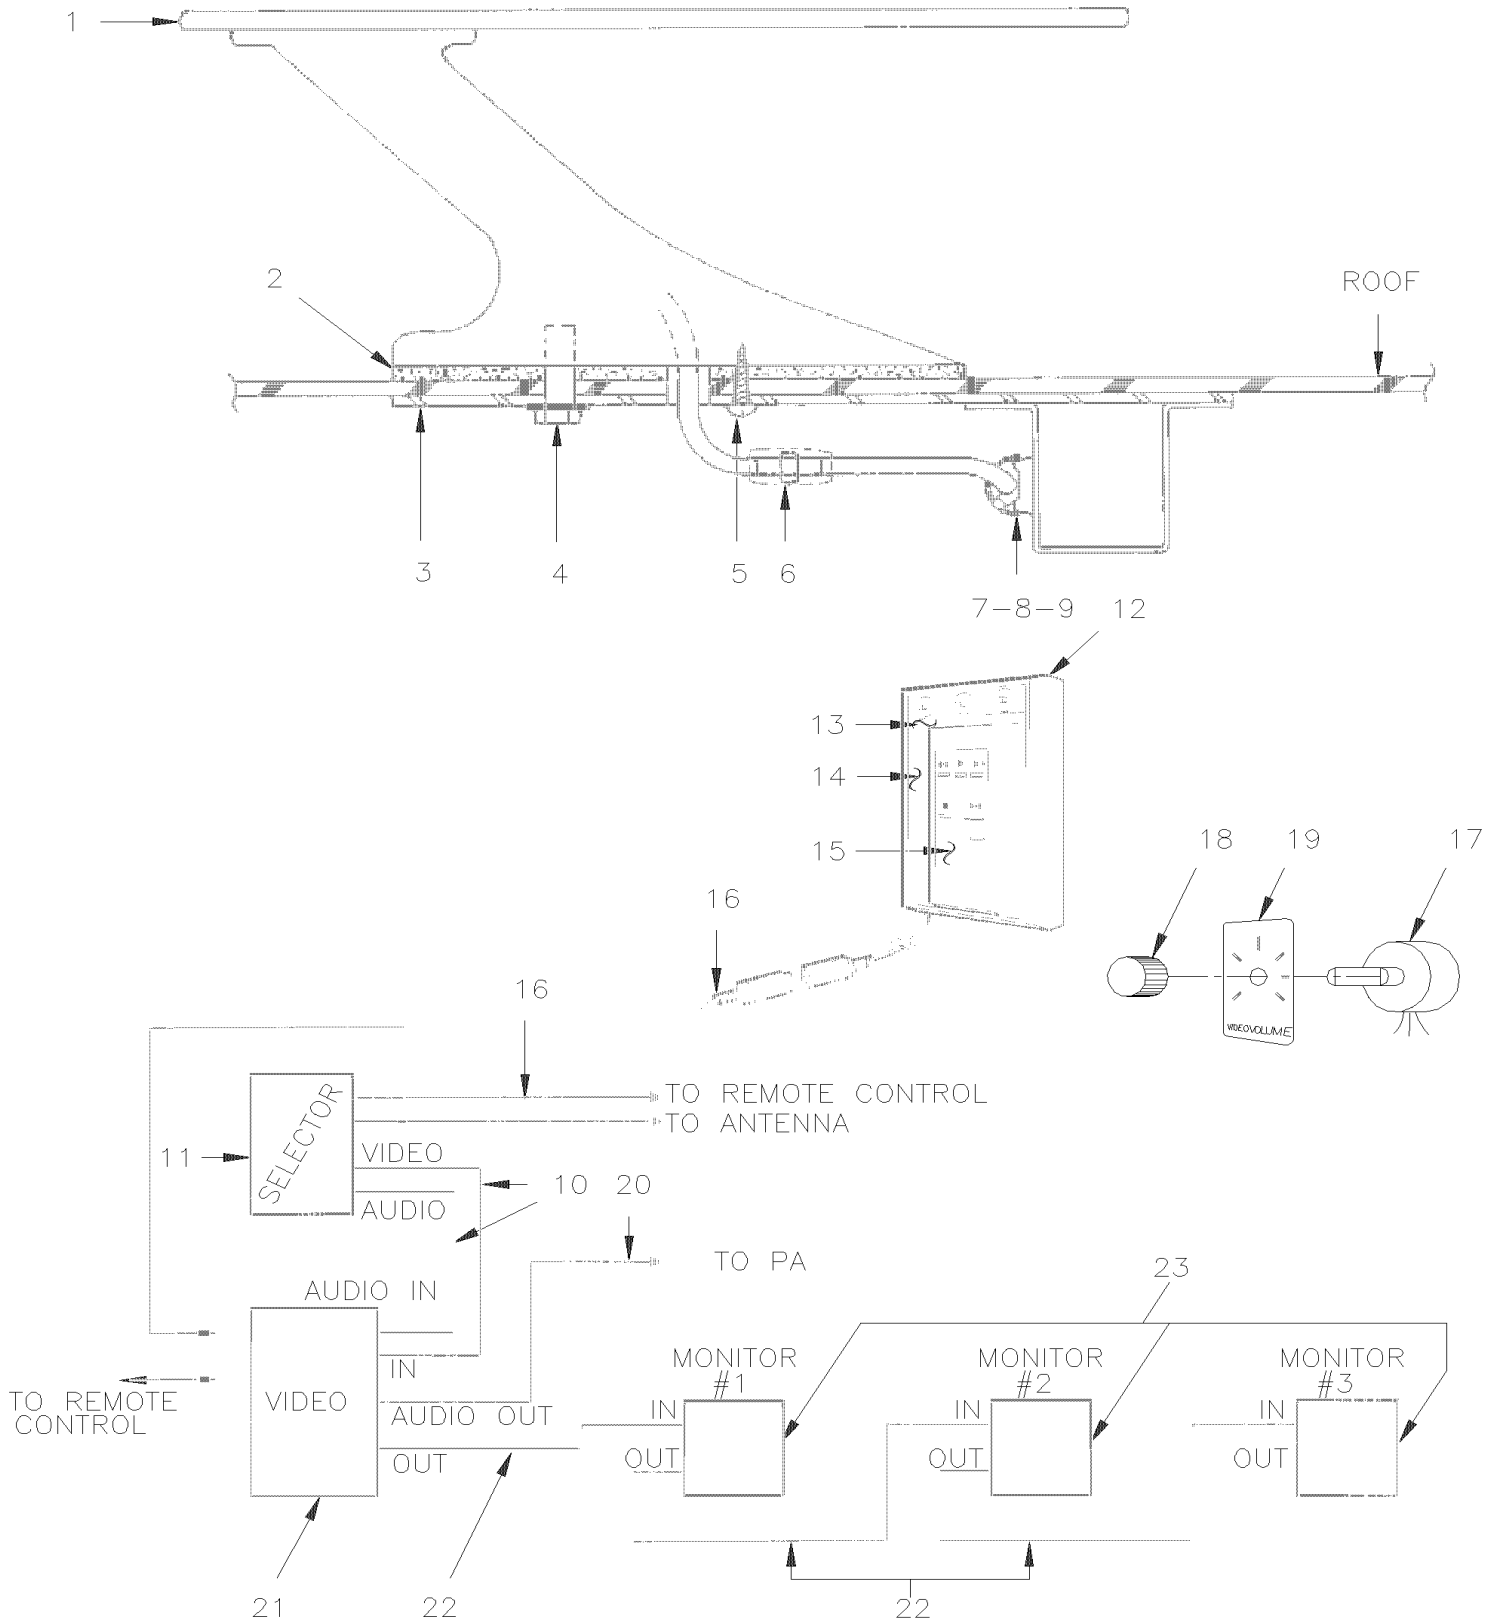 1
2
ROOF
3
4
5
6
7-8-9
12
13
14
15
16
18
19
17
VIDEO VOLUME
16
TO REMOTE CONTROL
TO ANTENNA
SELECTOR
11
VIDEO
AUDIO
10
20
TO PA
AUDIO IN
23
IN
VIDEO
TO REMOTE
CONTROL
AUDIO OUT
OUT
MONITOR
#1
IN
OUT
MONITOR
#2
IN
OUT
MONITOR
#3
IN
OUT
21
22
22